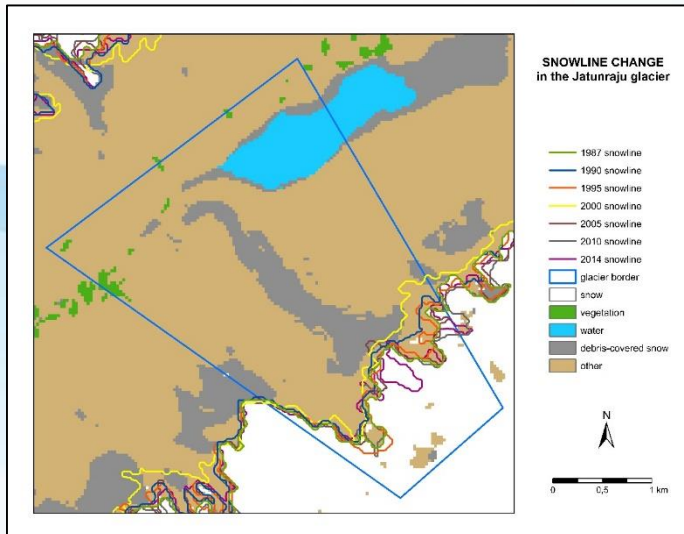 SNOWLINE CHANGE
in the Jatunraju glacier
1987 snowline
1990 snowline
1995 snowline
2000 snowline
2005 snowline
2010 snowline
2014 snowline
glacier border
snow
vegetation
water
debris-covered snow
other
N
0 0,5 1 km